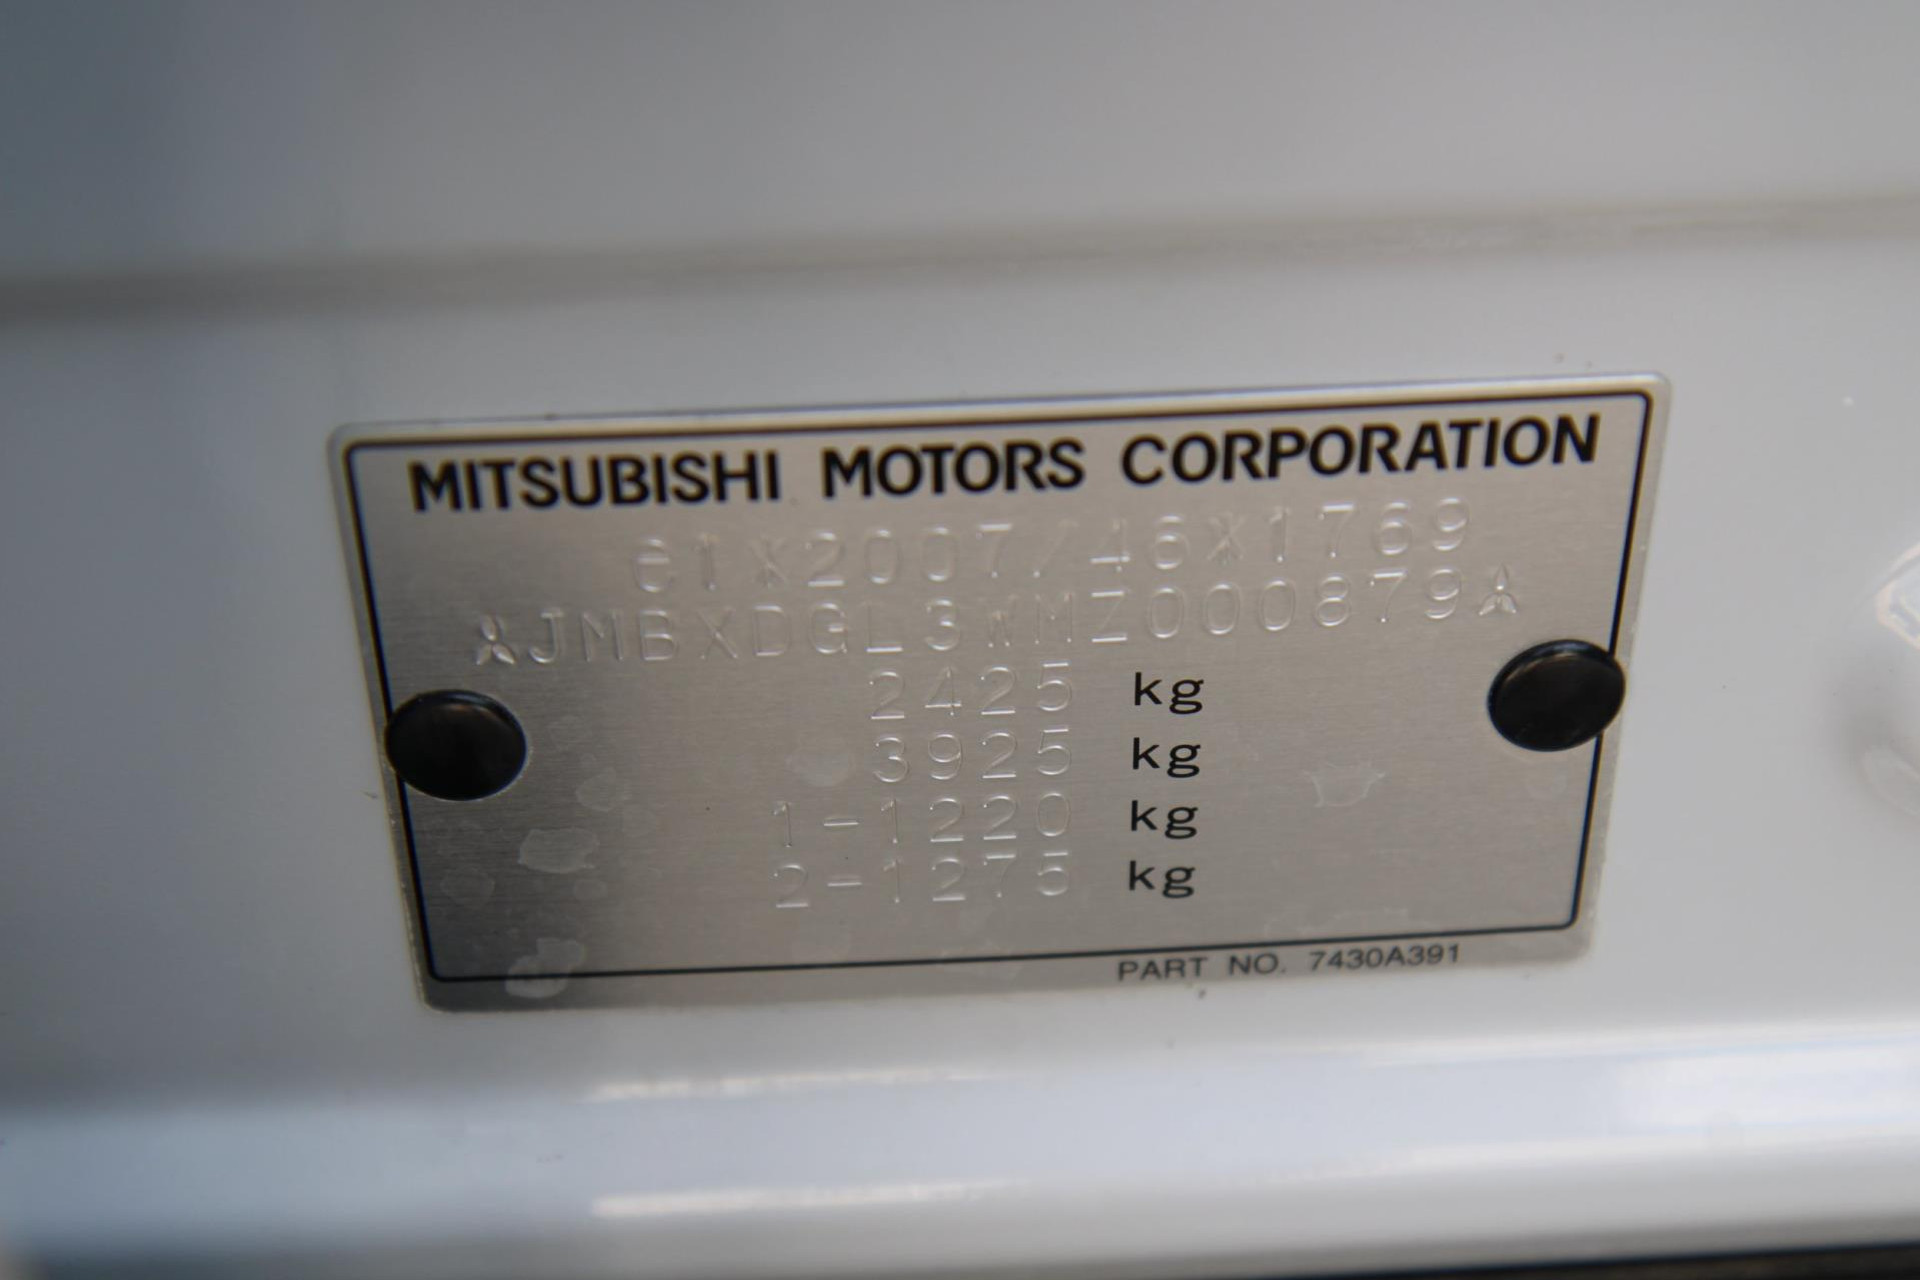 MITSUBISHI MOTORS CORPORATION
e1*2007/46*1769
JMBXDGL3WMZ000879
2425 kg
3925 kg
1-1220 kg
2-1275 kg
PART NO. 7430A391